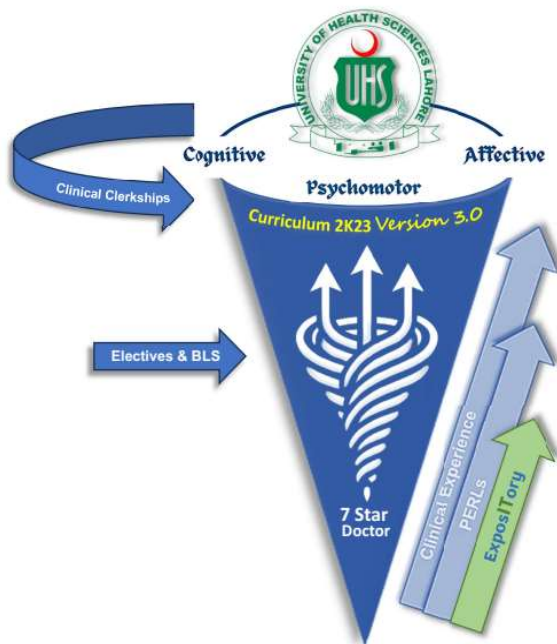 UNIVERSITY OF HEALTH SCIENCES LAHORE
UHS
Cognitive
Affective
Psychomotor
Clinical Clerkships
Curriculum 2K23 Version 3.0
Electives & BLS
7 Star
Doctor
Clinical Experience
PERLs
ExposITory